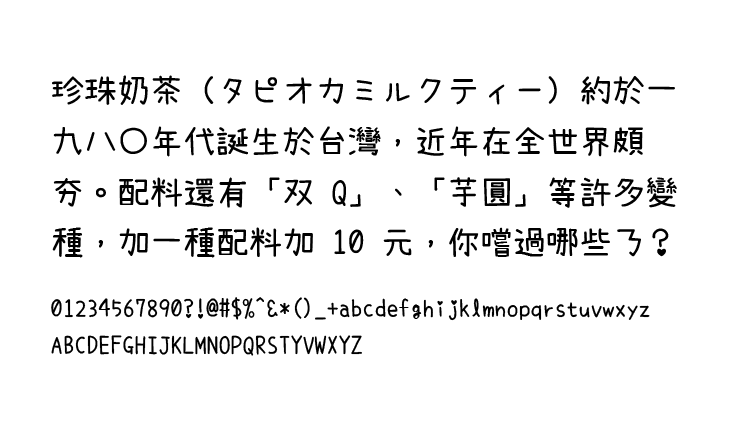 珍珠奶茶（タピオカミルクティー）約於一
九八〇年代誕生於台灣，近年在全世界頗
夯。配料還有「双 Q」、「芋圓」等許多變
種，加一種配料加 10 元，你嚐過哪些ㄋ？
01234567890?!@#$%^&*()_+abcdefghijklmnopqrstuvwxyz
ABCDEFGHIJKLMNOPQRSTYVWXYZ